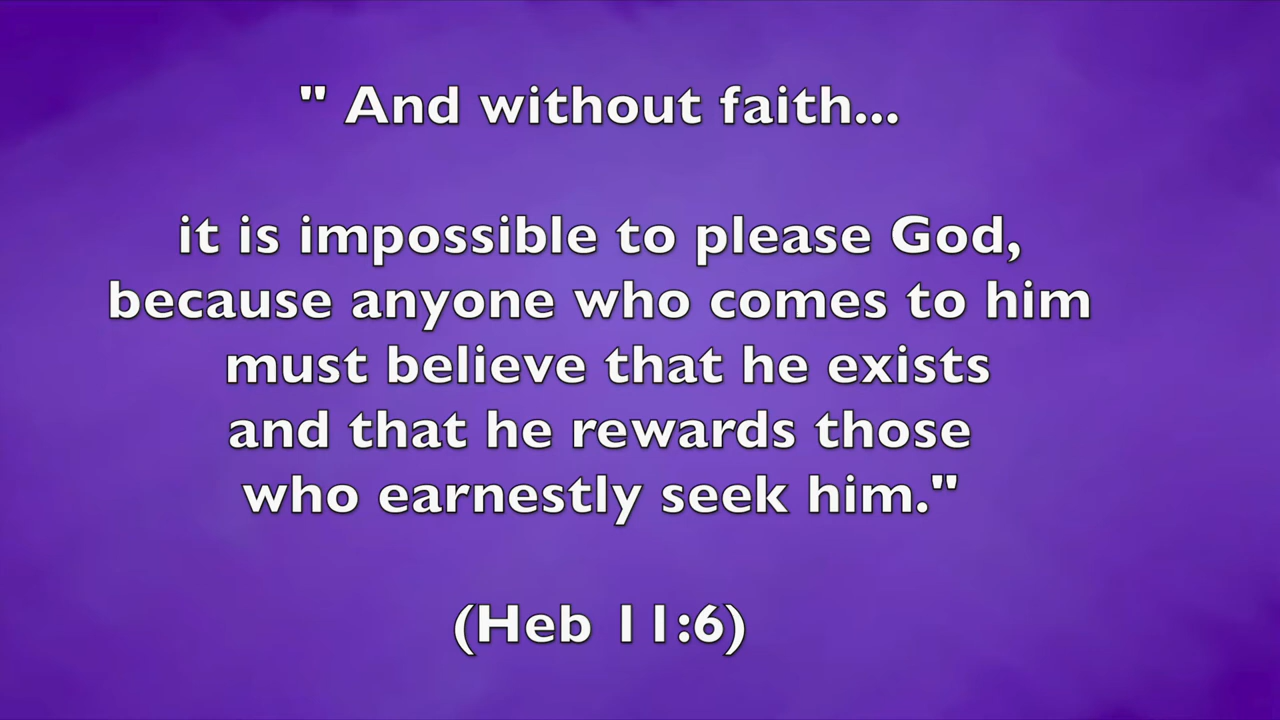 " And without faith...
it is impossible to please God,
because anyone who comes to him
must believe that he exists
and that he rewards those
who earnestly seek him."
(Heb 11:6)